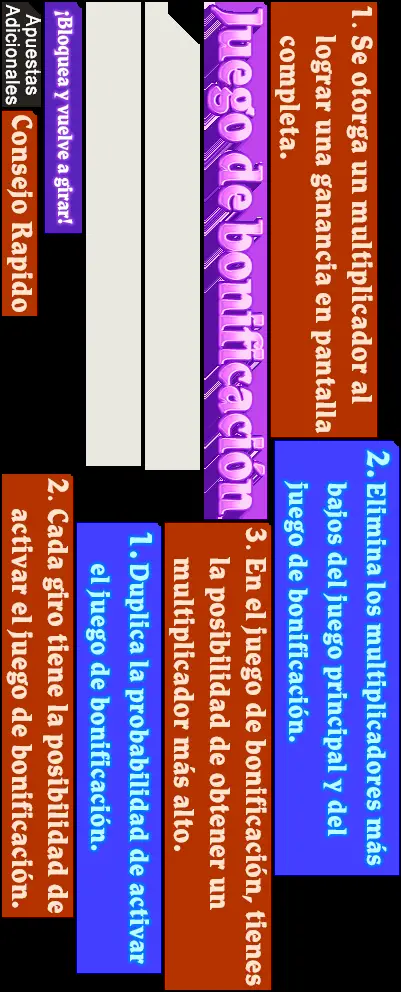 1. Se otorga un multiplicador al
lograr una ganancia en pantalla
completa.
2. Elimina los multiplicadores más
bajos del juego principal y del
juego de bonificación.
Juego de bonificación
3. En el juego de bonificación, tienes
la posibilidad de obtener un
multiplicador más alto.
1. Duplica la probabilidad de activar
el juego de bonificación.
¡Bloquea y vuelve a girar!
2. Cada giro tiene la posibilidad de
activar el juego de bonificación.
Apuestas
Adicionales
Consejo Rapido